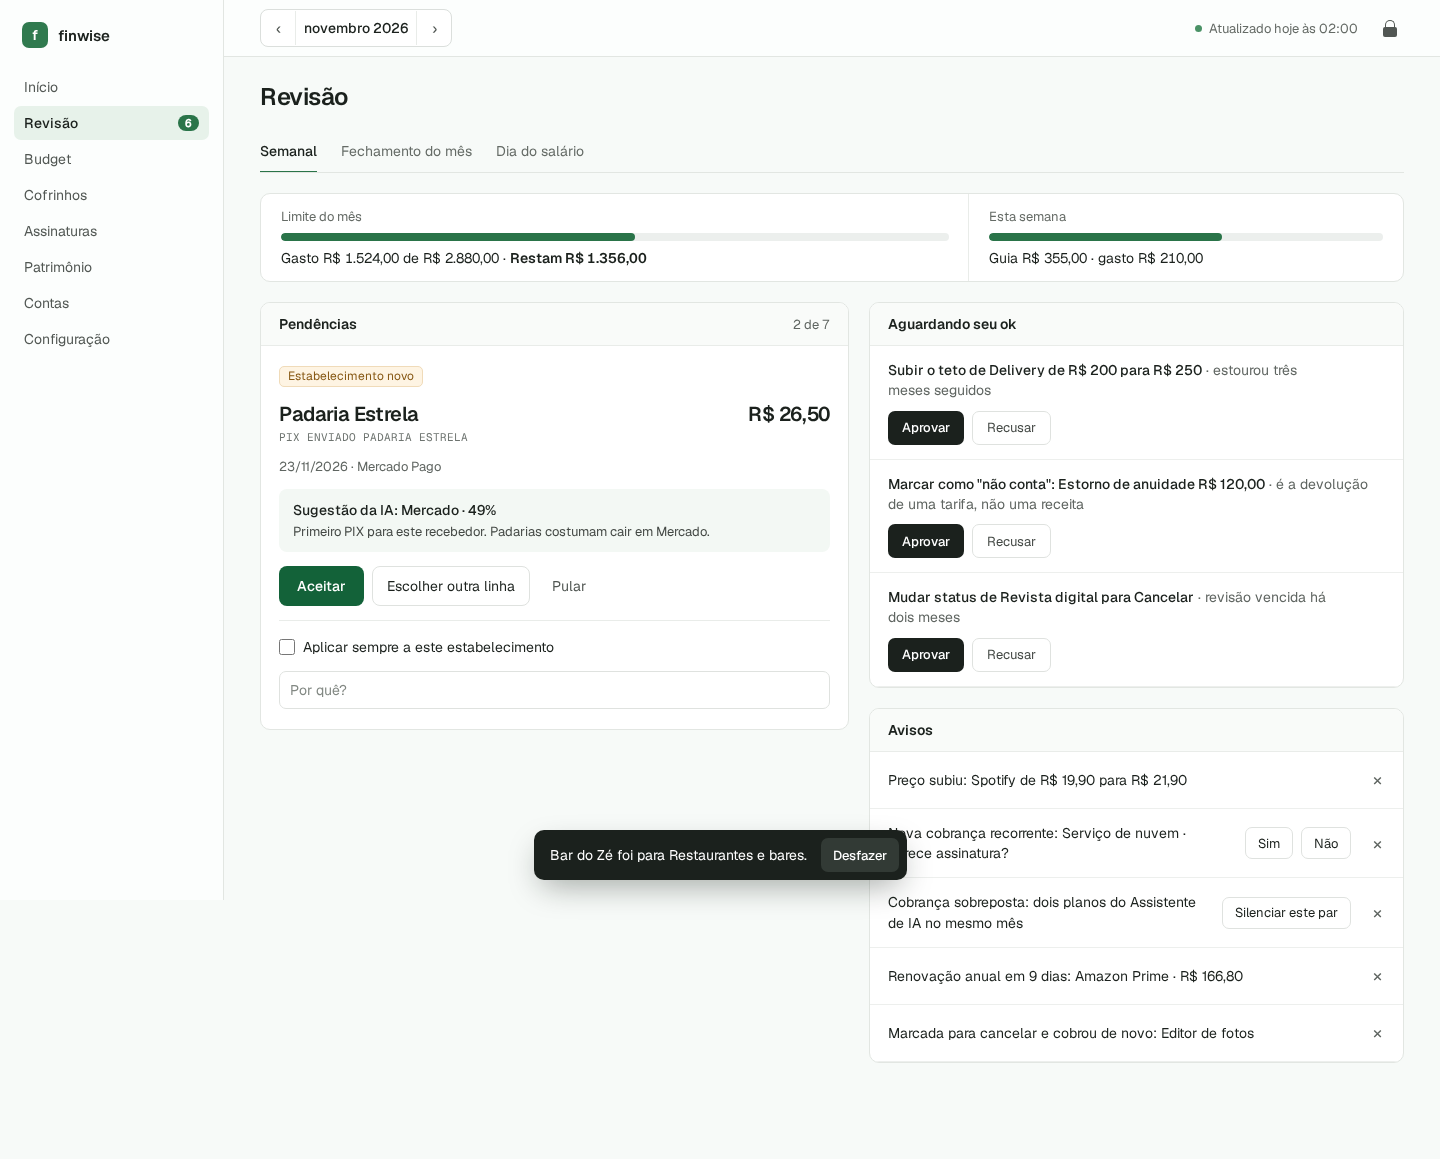 f finwise
Início
Revisão 6
Budget
Cofrinhos
Assinaturas
Patrimônio
Contas
Configuração
‹ novembro 2026 ›
Atualizado hoje às 02:00
Revisão
Semanal Fechamento do mês Dia do salário
Limite do mês
Gasto R$ 1.524,00 de R$ 2.880,00 · Restam R$ 1.356,00
Esta semana
Guia R$ 355,00 · gasto R$ 210,00
Pendências 2 de 7
Estabelecimento novo
Padaria Estrela R$ 26,50
PIX ENVIADO PADARIA ESTRELA
23/11/2026 · Mercado Pago
Sugestão da IA: Mercado · 49%
Primeiro PIX para este recebedor. Padarias costumam cair em Mercado.
Aceitar Escolher outra linha Pular
Aplicar sempre a este estabelecimento
Por quê?
Aguardando seu ok
Subir o teto de Delivery de R$ 200 para R$ 250 · estourou três
meses seguidos
Aprovar Recusar
Marcar como "não conta": Estorno de anuidade R$ 120,00 · é a devolução
de uma tarifa, não uma receita
Aprovar Recusar
Mudar status de Revista digital para Cancelar · revisão vencida há
dois meses
Aprovar Recusar
Avisos
Preço subiu: Spotify de R$ 19,90 para R$ 21,90 ×
cobrança recorrente: Serviço de nuvem ·
assinatura?
Sim Não ×
Cobrança sobreposta: dois planos do Assistente
de IA no mesmo mês
Silenciar este par ×
Renovação anual em 9 dias: Amazon Prime · R$ 166,80 ×
Marcada para cancelar e cobrou de novo: Editor de fotos ×
Bar do Zé foi para Restaurantes e bares. Desfazer